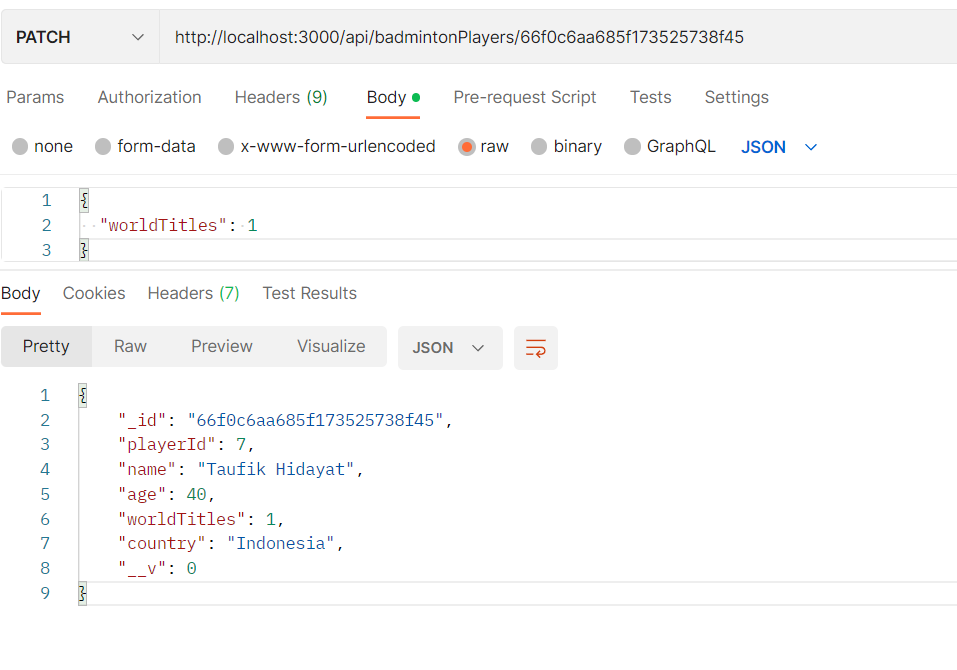 PATCH http://localhost:3000/api/badmintonPlayers/66f0c6aa685f173525738f45
Params Authorization Headers (9) Body Pre-request Script Tests Settings
none form-data x-www-form-urlencoded raw binary GraphQL JSON
1 {
2 "worldTitles": 1
3 }
Body Cookies Headers (7) Test Results
Pretty Raw Preview Visualize JSON
1 {
2 "_id": "66f0c6aa685f173525738f45",
3 "playerId": 7,
4 "name": "Taufik Hidayat",
5 "age": 40,
6 "worldTitles": 1,
7 "country": "Indonesia",
8 "__v": 0
9 }